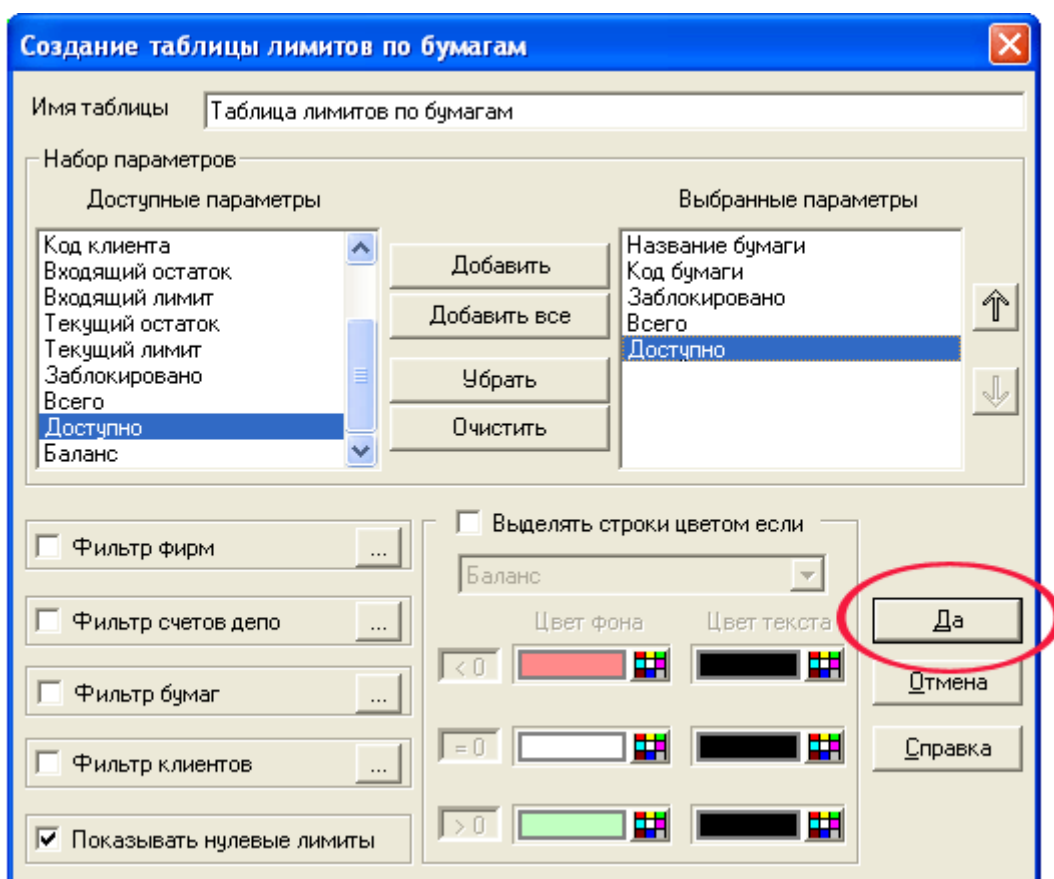 Создание таблицы лимитов по бумагам
Имя таблицы
Таблица лимитов по бумагам
Набор параметров
Доступные параметры
Код клиента
Входящий остаток
Входящий лимит
Текущий остаток
Текущий лимит
Заблокировано
Всего
Доступно
Баланс
Добавить
Добавить все
Убрать
Очистить
Выбранные параметры
Название бумаги
Код бумаги
Заблокировано
Всего
Доступно
Фильтр фирм ...
Фильтр счетов депо ...
Фильтр бумаг ...
Фильтр клиентов ...
Показывать нулевые лимиты
Выделять строки цветом если
Баланс
Цвет фона Цвет текста
< 0
= 0
> 0
Да
Отмена
Справка